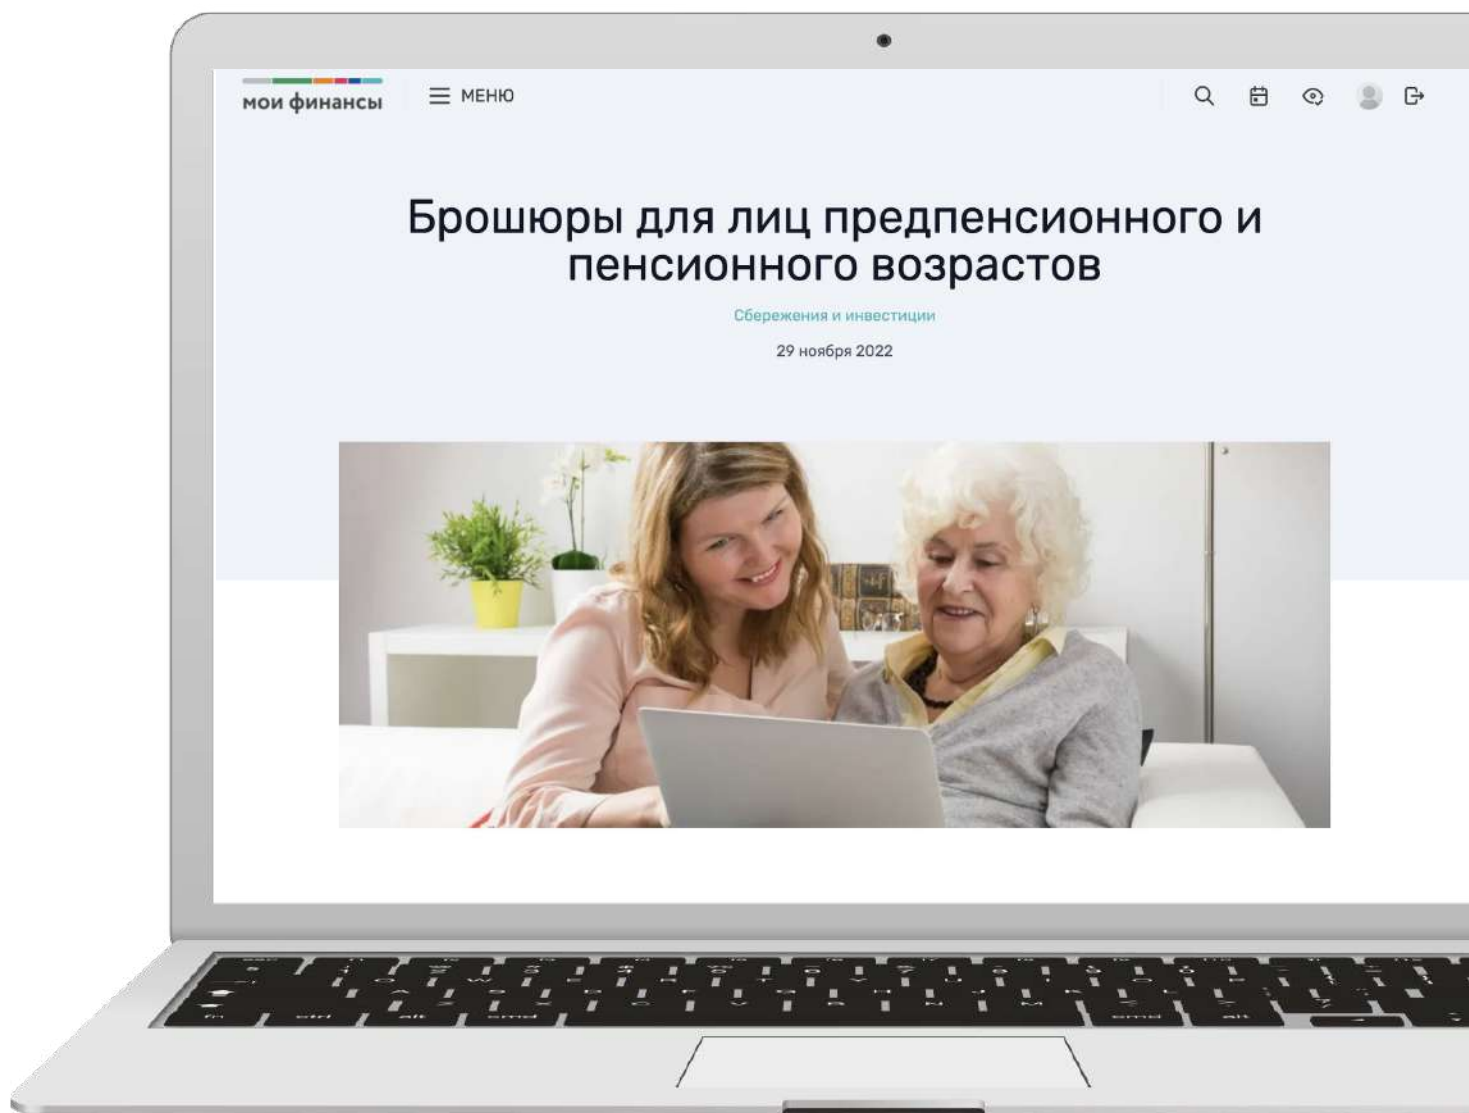 мои финансы
МЕНЮ
Брошюры для лиц предпенсионного и
пенсионного возрастов
Сбережения и инвестиции
29 ноября 2022